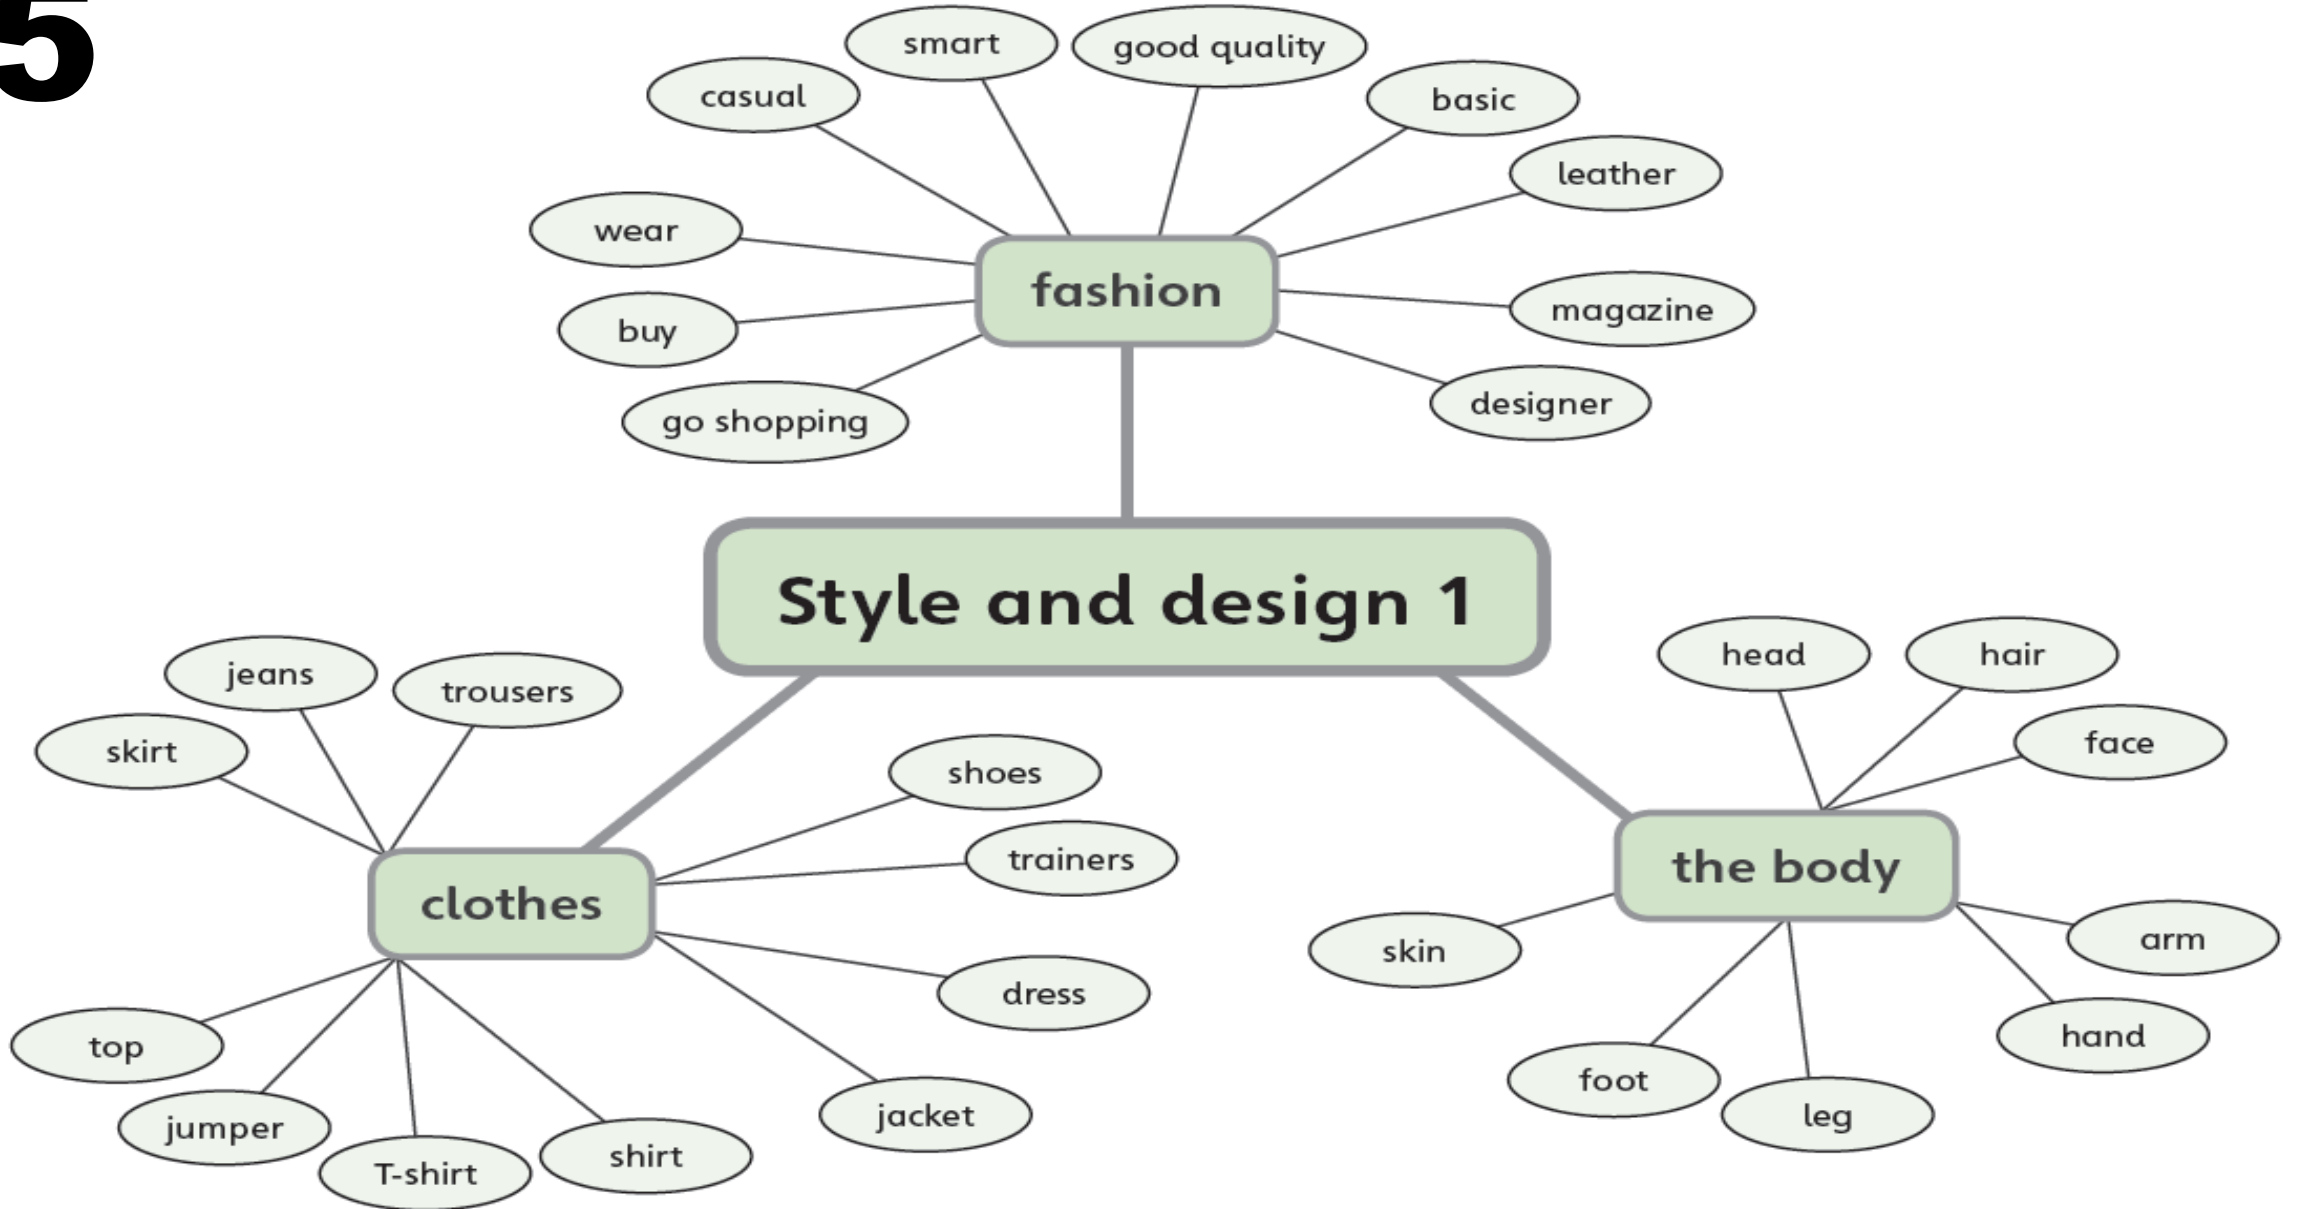 5
smart
good quality
casual
basic
leather
wear
fashion
magazine
buy
designer
go shopping
Style and design 1
jeans
trousers
skirt
shoes
trainers
clothes
dress
top
jumper
T-shirt
shirt
jacket
head
hair
face
the body
skin
arm
hand
foot
leg